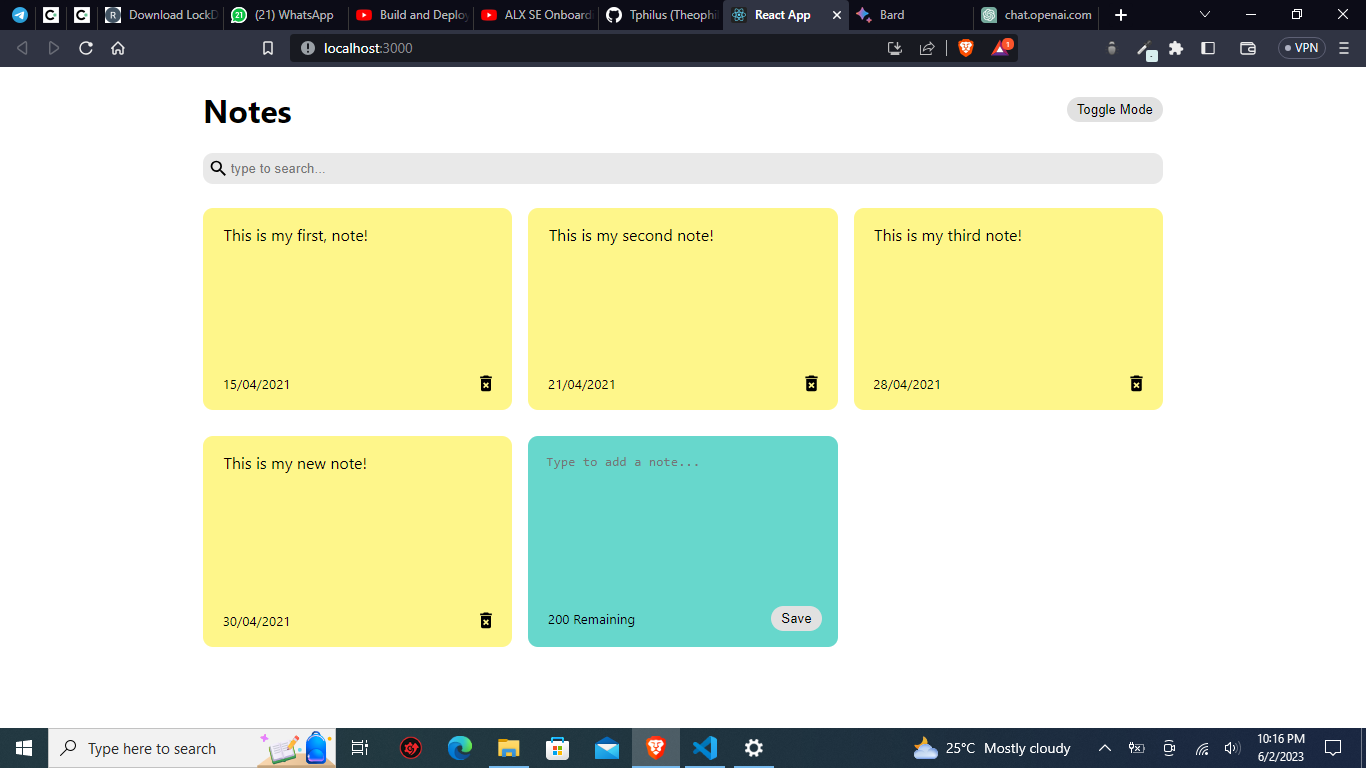 Download LockD
(21) WhatsApp
Build and Deplo
ALX SE Onboard
Tphilus (Theophi
React App
Bard
chat.openai.com
localhost:3000
1
VPN
Notes
Toggle Mode
type to search...
This is my first, note!
15/04/2021
This is my second note!
21/04/2021
This is my third note!
28/04/2021
This is my new note!
30/04/2021
Type to add a note...
200 Remaining
Save
Type here to search
25°C Mostly cloudy
10:16 PM
6/2/2023